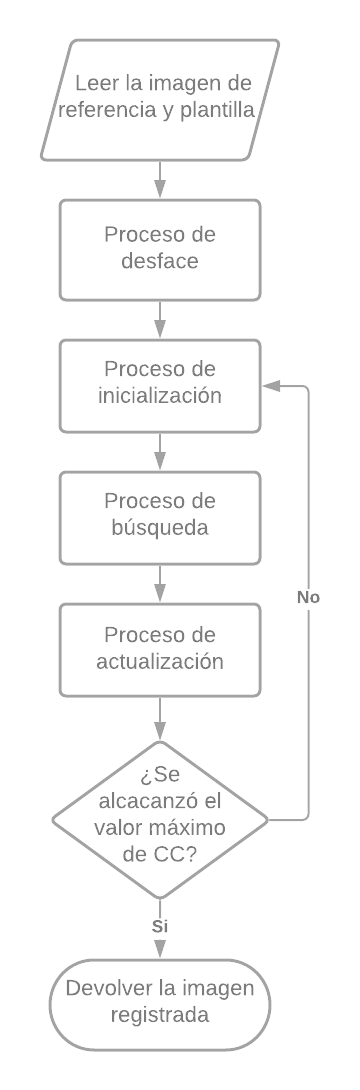 Leer la imagen de
referencia y plantilla
Proceso de
desface
Proceso de
inicialización
Proceso de
búsqueda
No
Proceso de
actualización
¿Se
alcacanzó el
valor máximo
de CC?
Si
Devolver la imagen
registrada